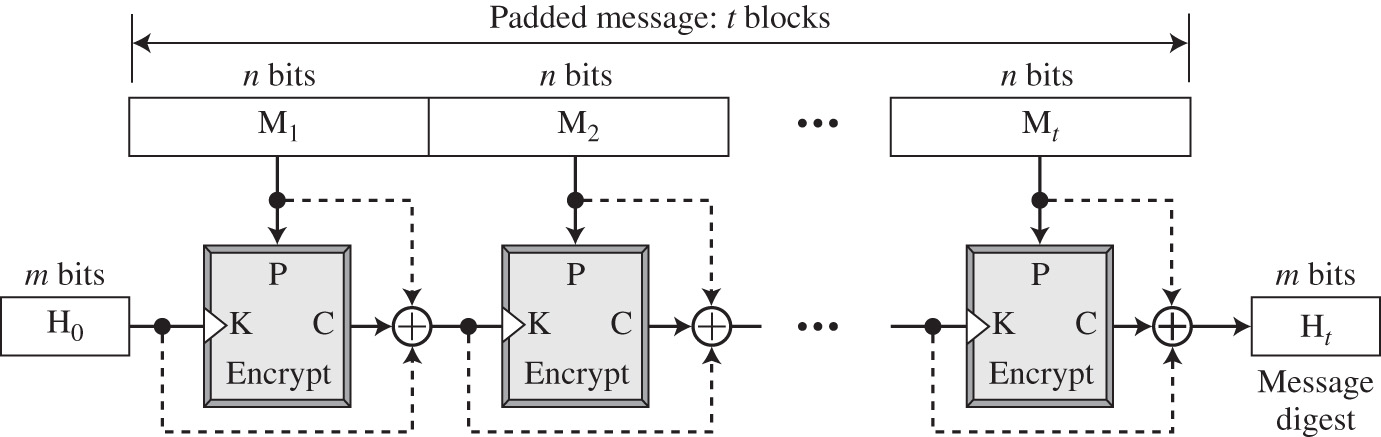 Padded message: t blocks
n bits n bits n bits
M₁ M₂ ... Mₜ
m bits P P P m bits
H₀ K C K C ... K C Hₜ
Encrypt Encrypt Encrypt
Message
digest